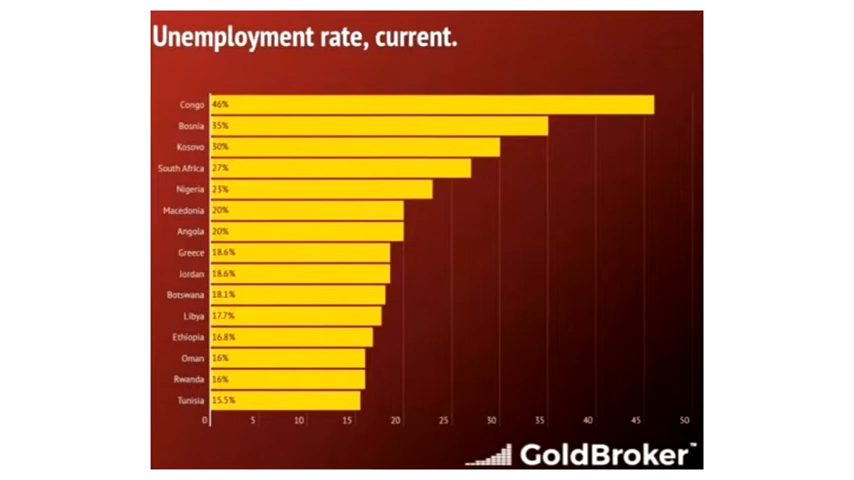 Unemployment rate, current.
Congo 46%
Bosnia 35%
Kosovo 30%
South Africa 27%
Nigeria 23%
Macedonia 20%
Angola 20%
Greece 18.6%
Jordan 18.6%
Botswana 18.1%
Libya 17.7%
Ethiopia 16.8%
Oman 16%
Rwanda 16%
Tunisia 15.5%
0 5 10 15 20 25 30 35 40 45 50
GoldBroker™